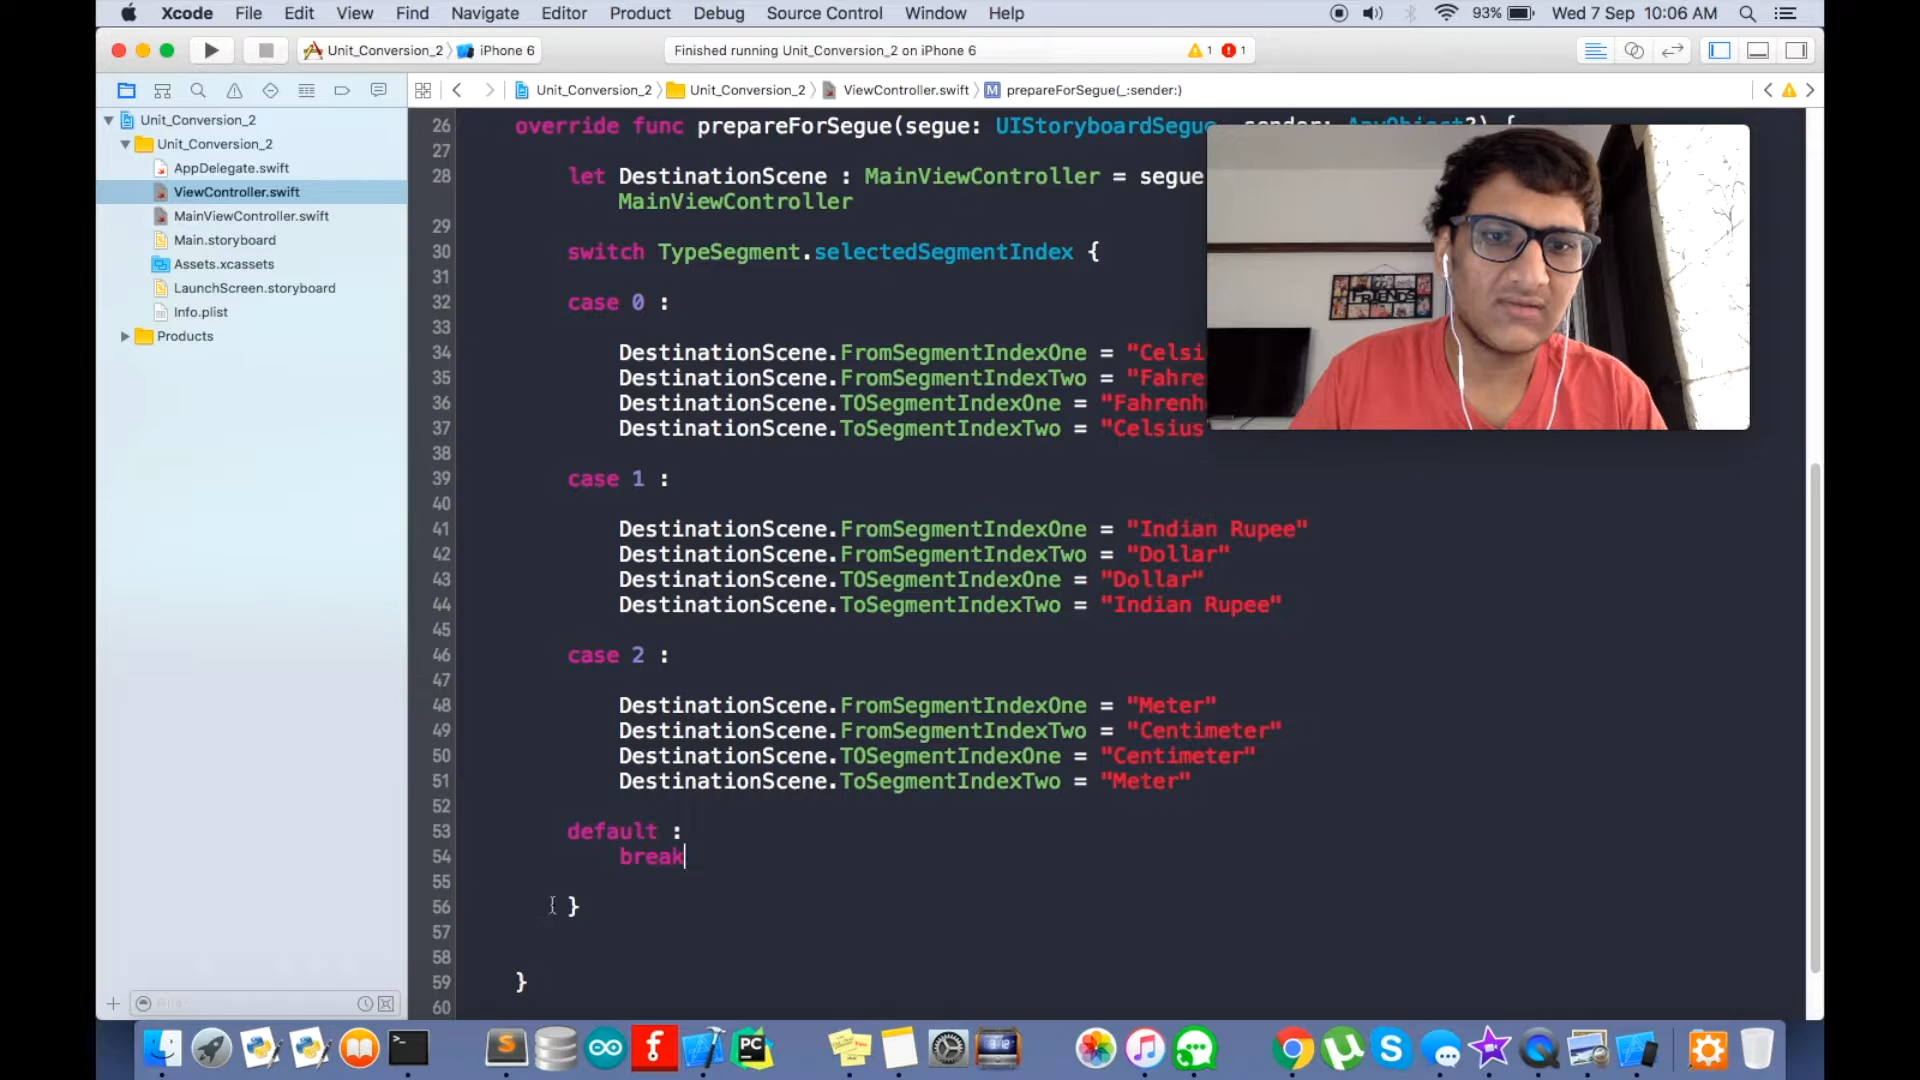 Xcode File Edit View Find Navigate Editor Product Debug Source Control Window Help 93% Wed 7 Sep 10:06 AM
Unit_Conversion_2 iPhone 6 Finished running Unit_Conversion_2 on iPhone 6 1 1
Unit_Conversion_2 Unit_Conversion_2 ViewController.swift M prepareForSegue(_:sender:)
Unit_Conversion_2
Unit_Conversion_2
AppDelegate.swift
ViewController.swift
MainViewController.swift
Main.storyboard
Assets.xcassets
LaunchScreen.storyboard
Info.plist
Products
26 override func prepareForSegue(segue: UIStoryboardSegue, sender: AnyObject?) {
27
28 let DestinationScene : MainViewController = segue
MainViewController
29
30 switch TypeSegment.selectedSegmentIndex {
31
32 case 0 :
33
34 DestinationScene.FromSegmentIndexOne = "Celsi
35 DestinationScene.FromSegmentIndexTwo = "Fahre
36 DestinationScene.TOSegmentIndexOne = "Fahrenh
37 DestinationScene.ToSegmentIndexTwo = "Celsius
38
39 case 1 :
40
41 DestinationScene.FromSegmentIndexOne = "Indian Rupee"
42 DestinationScene.FromSegmentIndexTwo = "Dollar"
43 DestinationScene.TOSegmentIndexOne = "Dollar"
44 DestinationScene.ToSegmentIndexTwo = "Indian Rupee"
45
46 case 2 :
47
48 DestinationScene.FromSegmentIndexOne = "Meter"
49 DestinationScene.FromSegmentIndexTwo = "Centimeter"
50 DestinationScene.TOSegmentIndexOne = "Centimeter"
51 DestinationScene.ToSegmentIndexTwo = "Meter"
52
53 default :
54 break
55
56 }
57
58
59 }
60
FRIENDS
PC